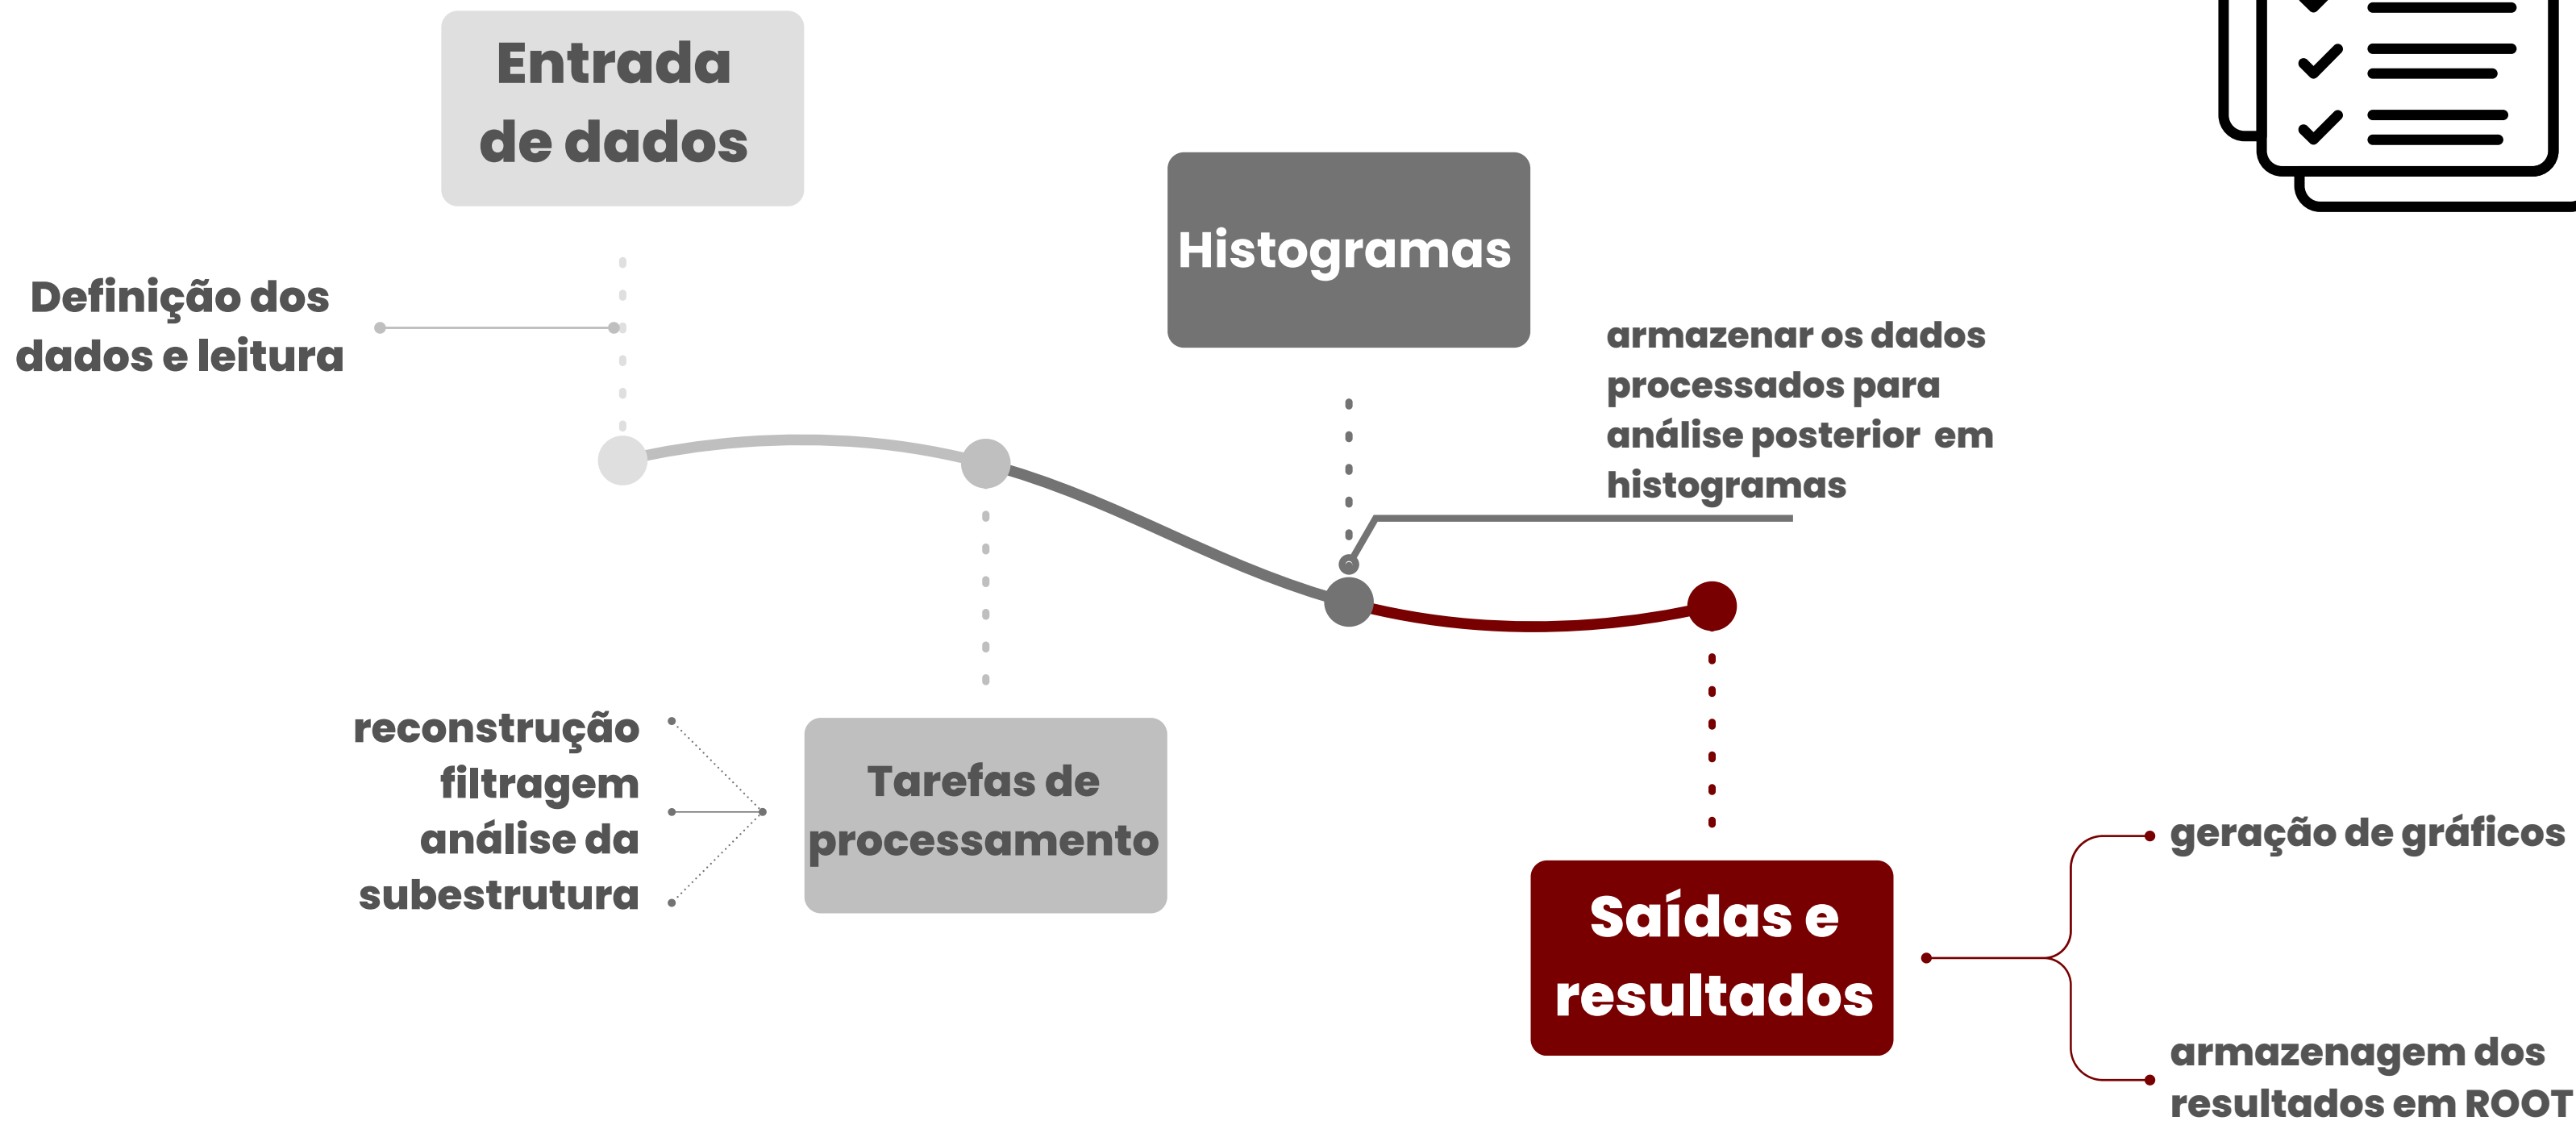 Entrada
de dados
Definição dos
dados e leitura
Histogramas
armazenar os dados
processados para
análise posterior em
histogramas
reconstrução
filtragem
análise da
subestrutura
Tarefas de
processamento
Saídas e
resultados
geração de gráficos
armazenagem dos
resultados em ROOT